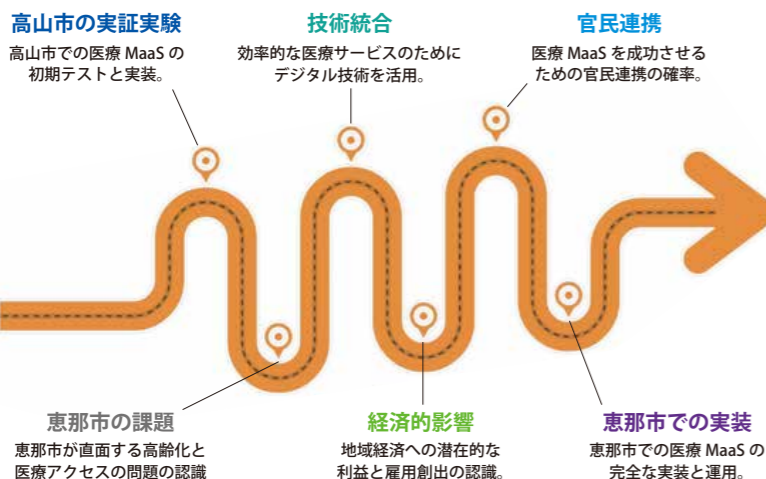 高山市の実証実験
高山市での医療 MaaS の
初期テストと実装。
技術統合
効率的な医療サービスのために
デジタル技術を活用。
官民連携
医療 MaaS を成功させる
ための官民連携の確率。
恵那市の課題
恵那市が直面する高齢化と
医療アクセスの問題の認識
経済的影響
地域経済への潜在的な
利益と雇用創出の認識。
恵那市での実装
恵那市での医療 MaaS の
完全な実装と運用。